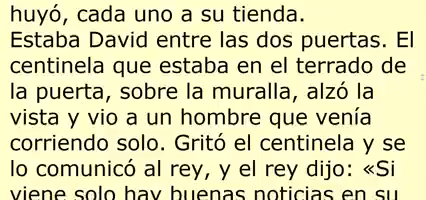 huyó, cada uno a su tienda.
Estaba David entre las dos puertas. El
centinela que estaba en el terrado de
la puerta, sobre la muralla, alzó la
vista y vio a un hombre que venía
corriendo solo. Gritó el centinela y se
lo comunicó al rey, y el rey dijo: «Si
viene solo hay buenas noticias en su